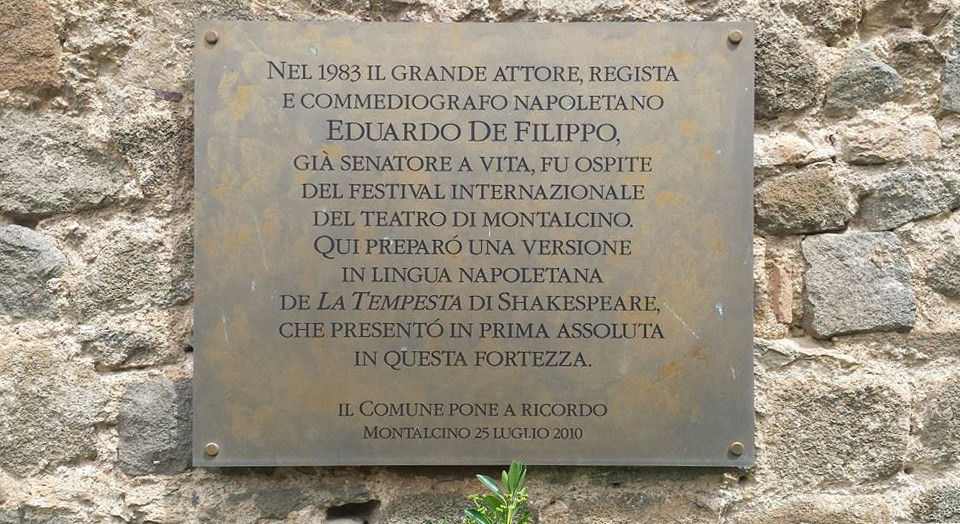 NEL 1983 IL GRANDE ATTORE, REGISTA
E COMMEDIOGRAFO NAPOLETANO
EDUARDO DE FILIPPO,
GIÀ SENATORE A VITA, FU OSPITE
DEL FESTIVAL INTERNAZIONALE
DEL TEATRO DI MONTALCINO.
QUI PREPARÓ UNA VERSIONE
IN LINGUA NAPOLETANA
DE LA TEMPESTA DI SHAKESPEARE,
CHE PRESENTÓ IN PRIMA ASSOLUTA
IN QUESTA FORTEZZA.
IL COMUNE PONE A RICORDO
MONTALCINO 25 LUGLIO 2010